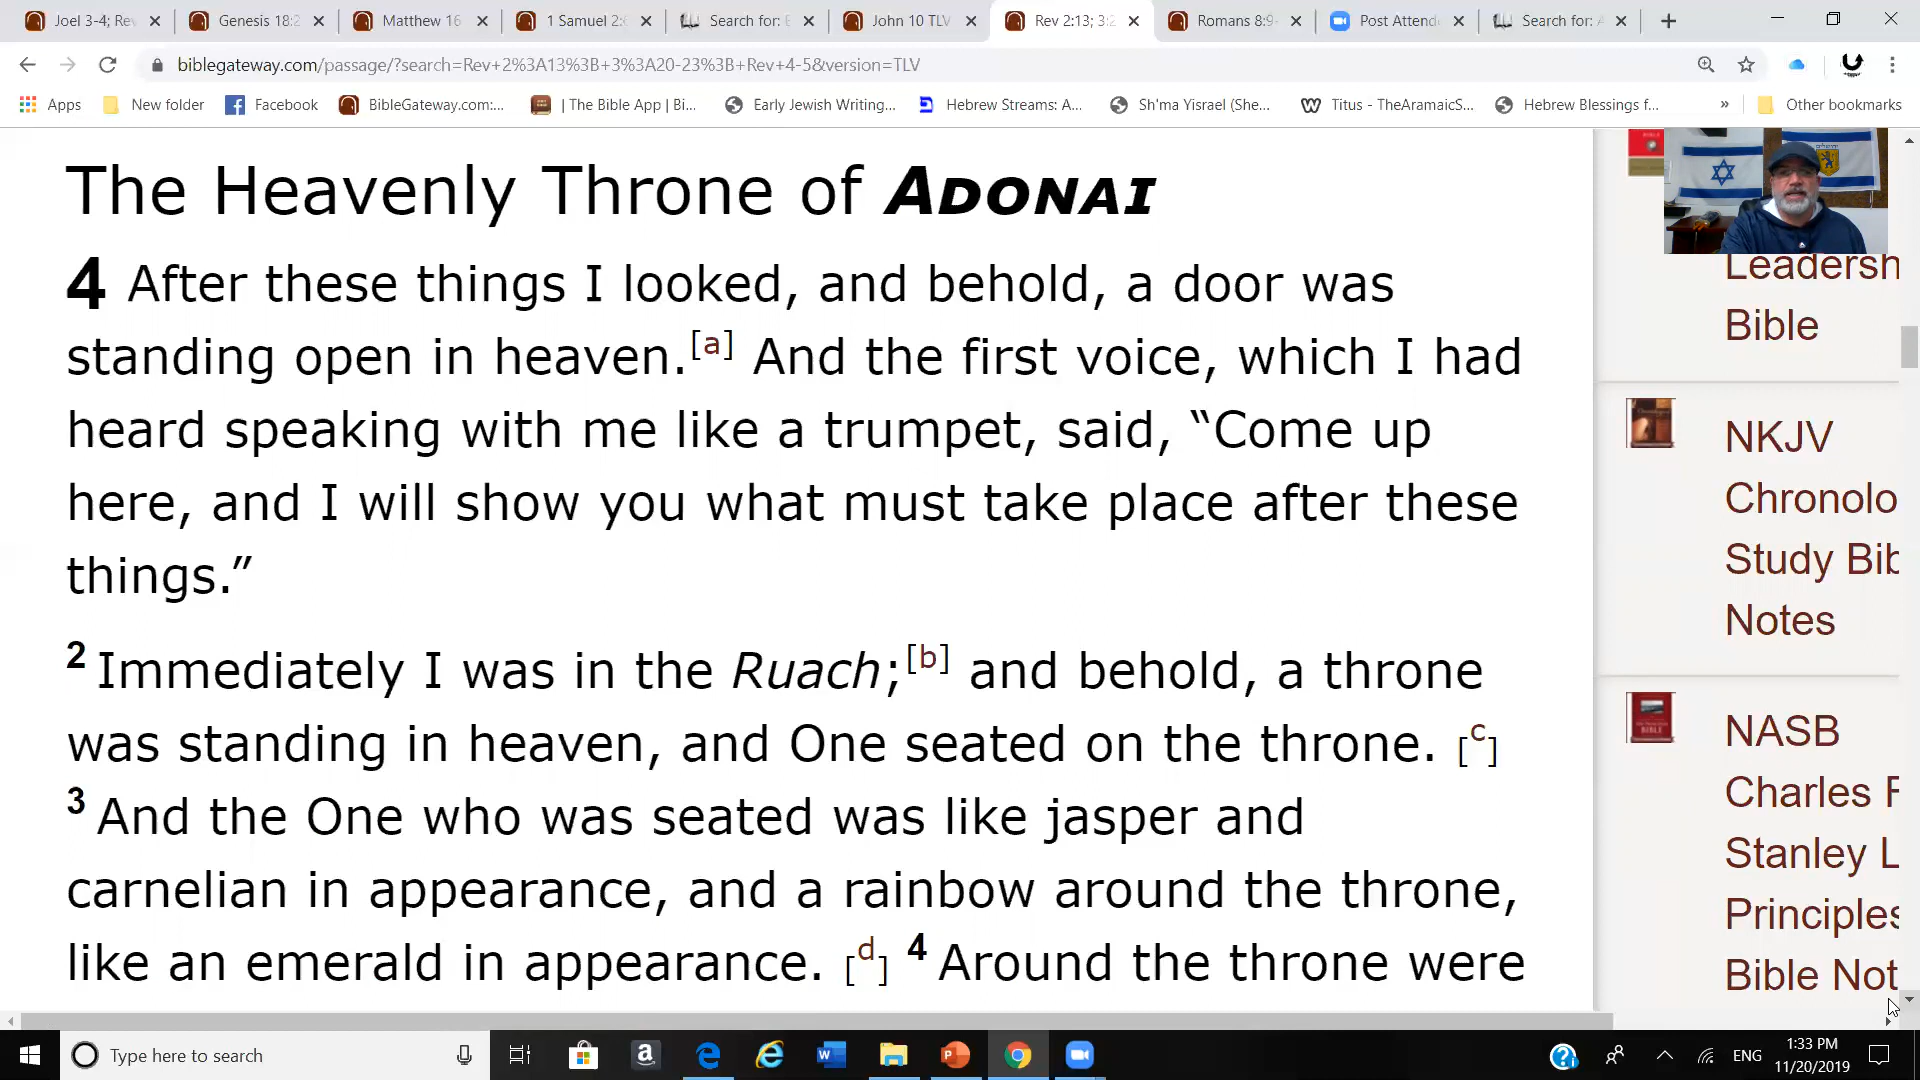 Joel 3-4; Rev
Genesis 18:2
Matthew 16
1 Samuel 2:
Search for:
John 10 TLV
Rev 2:13; 3:2
Romans 8:9-
Post Attend
Search for:
biblegateway.com/passage/?search=Rev+2%3A13%3B+3%3A20-23%3B+Rev+4-5&version=TLV
Apps
New folder
Facebook
BibleGateway.com:...
| The Bible App | Bi...
Early Jewish Writing...
Hebrew Streams: A...
Sh'ma Yisrael (She...
Titus - TheAramaicS...
Hebrew Blessings f...
»
Other bookmarks
The Heavenly Throne of ADONAI
4 After these things I looked, and behold, a door was
standing open in heaven.[a] And the first voice, which I had
heard speaking with me like a trumpet, said, “Come up
here, and I will show you what must take place after these
things.”
2 Immediately I was in the Ruach;[b] and behold, a throne
was standing in heaven, and One seated on the throne. [c]
3 And the One who was seated was like jasper and
carnelian in appearance, and a rainbow around the throne,
like an emerald in appearance. [d] 4 Around the throne were
Leadersh
Bible
NKJV
Chronolo
Study Bib
Notes
NASB
Charles F
Stanley L
Principles
Bible Not
Type here to search
ENG
1:33 PM
11/20/2019